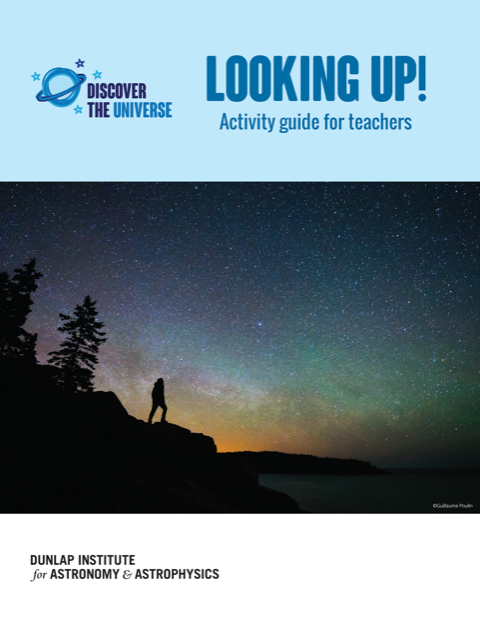 DISCOVER
THE UNIVERSE
LOOKING UP!
Activity guide for teachers
©Guillaume Poulin
DUNLAP INSTITUTE
for ASTRONOMY & ASTROPHYSICS